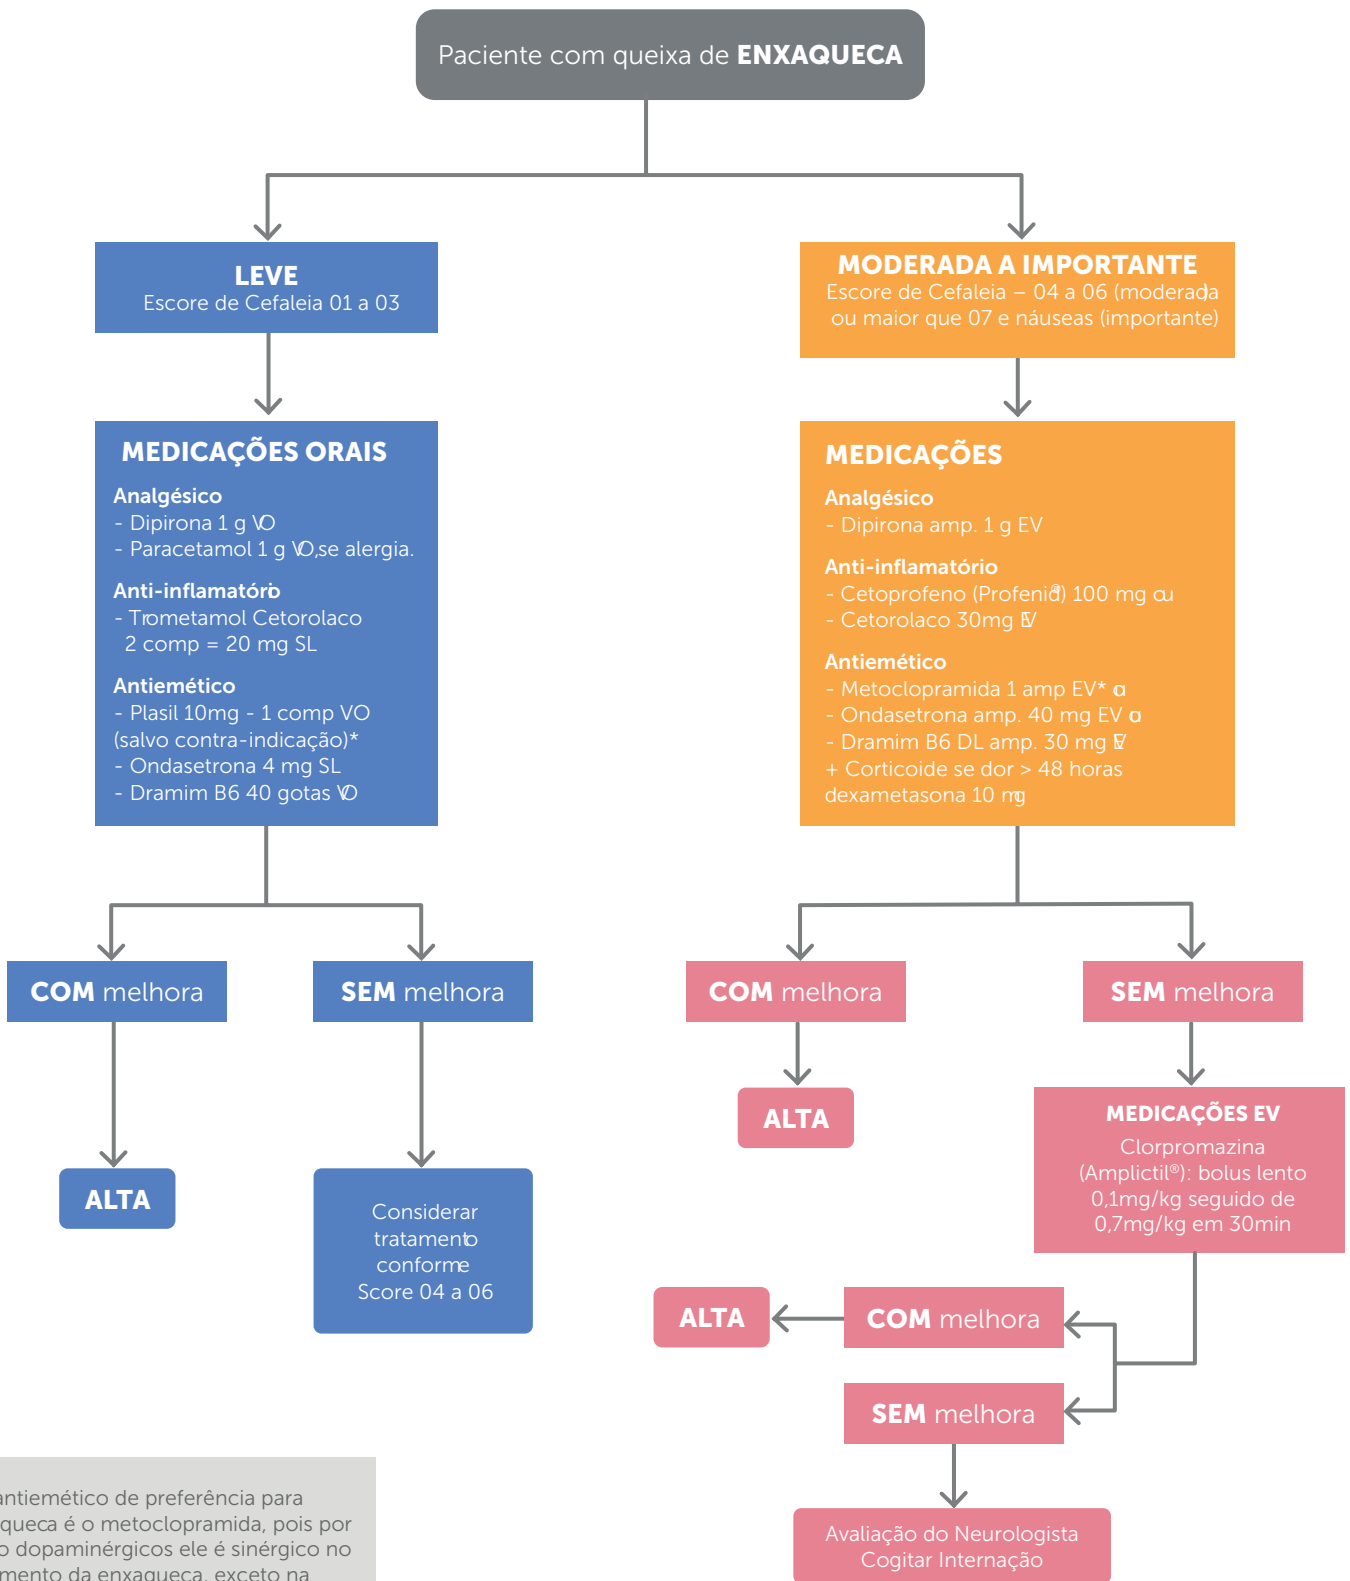 Paciente com queixa de ENXAQUECA
LEVE
Escore de Cefaleia 01 a 03
MODERADA A IMPORTANTE
Escore de Cefaleia – 04 a 06 (moderada)
ou maior que 07 e náuseas (importante)
MEDICAÇÕES ORAIS
Analgésico
- Dipirona 1 g VO
- Paracetamol 1 g VO,se alergia.
Anti-inflamatório
- Trometamol Cetorolaco
2 comp = 20 mg SL
Antiemético
- Plasil 10mg - 1 comp VO
(salvo contra-indicação)*
- Ondasetrona 4 mg SL
- Dramim B6 40 gotas VO
MEDICAÇÕES
Analgésico
- Dipirona amp. 1 g EV
Anti-inflamatório
- Cetoprofeno (Profenid®) 100 mg ou
- Cetorolaco 30mg EV
Antiemético
- Metoclopramida 1 amp EV* ou
- Ondasetrona amp. 40 mg EV ou
- Dramim B6 DL amp. 30 mg EV
+ Corticoide se dor > 48 horas
dexametasona 10 mg
COM melhora
SEM melhora
COM melhora
SEM melhora
ALTA
Considerar
tratamento
conforme
Score 04 a 06
ALTA
MEDICAÇÕES EV
Clorpromazina
(Amplictil®): bolus lento
0,1mg/kg seguido de
0,7mg/kg em 30min
ALTA
COM melhora
SEM melhora
Avaliação do Neurologista
Cogitar Internação
antiemético de preferência para
queca é o metoclopramida, pois por
o dopaminérgicos ele é sinérgico no
mento da enxaqueca, exceto na